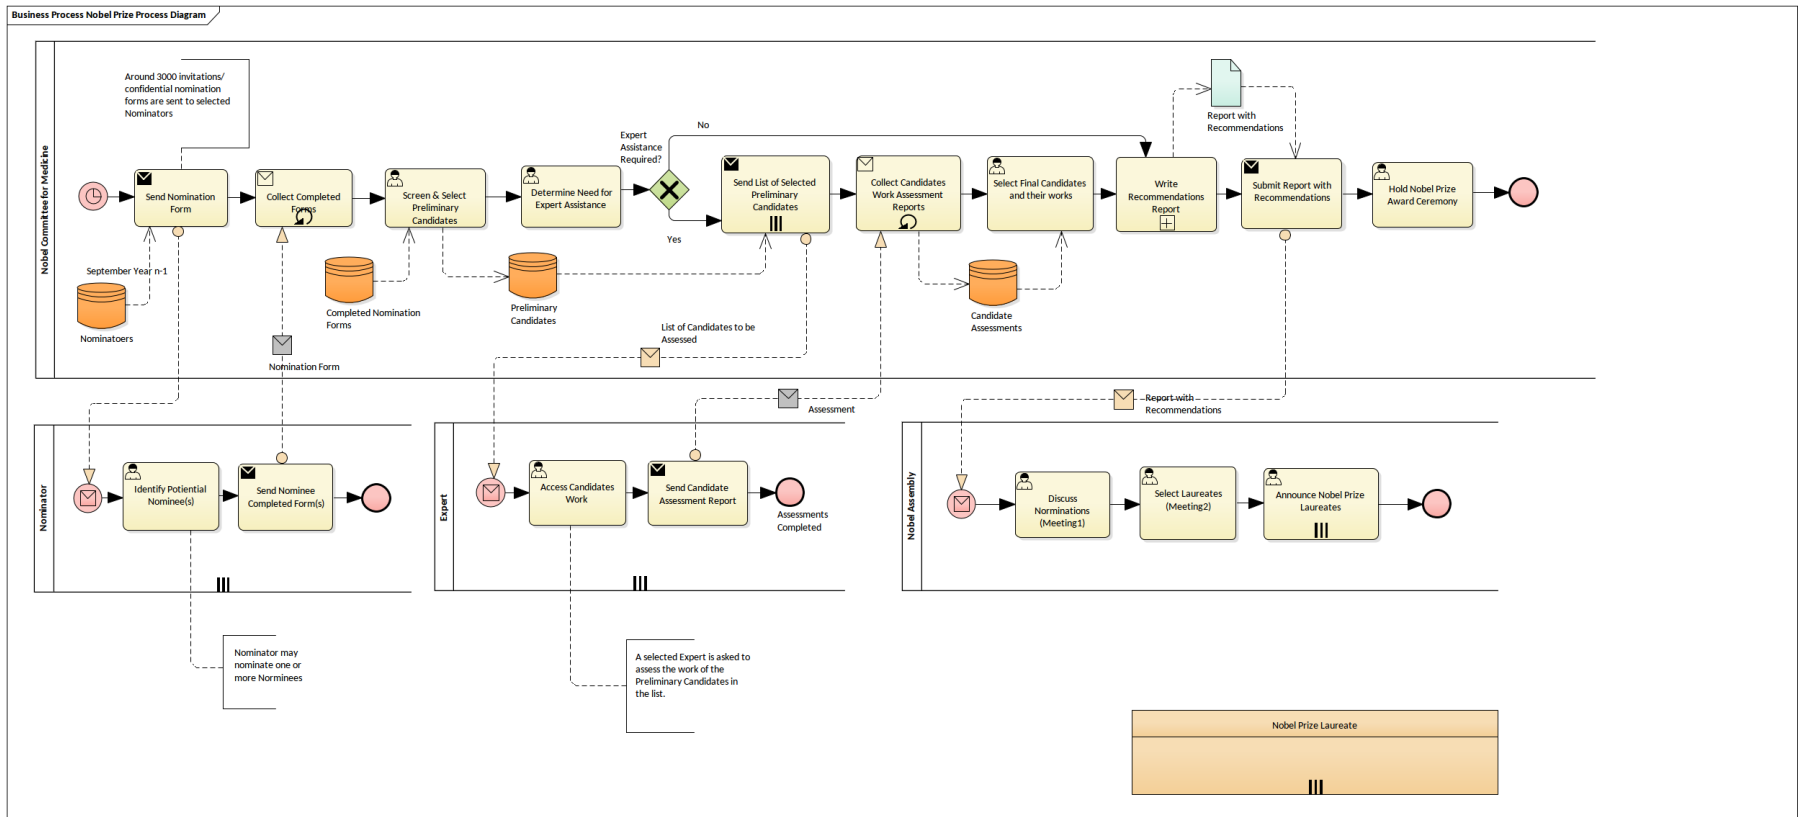 Business Process Nobel Prize Process Diagram
Nobel Committee for Medicine
Around 3000 invitations/
confidential nomination
forms are sent to selected
Nominators
Send Nomination
Form
Collect Completed
Forms
Screen & Select
Preliminary
Candidates
Determine Need for
Expert Assistance
Expert
Assistance
Required?
No
Yes
Send List of Selected
Preliminary
Candidates
Collect Candidates
Work Assessment
Reports
Select Final Candidates
and their works
Write
Recommendations
Report
Report with
Recommendations
Submit Report with
Recommendations
Hold Nobel Prize
Award Ceremony
September Year n-1
Nominatoers
Completed Nomination
Forms
Preliminary
Candidates
Candidate
Assessments
Nomination Form
List of Candidates to be
Assessed
Assessment
Report with
Recommendations
Nominator
Identify Potiential
Nominee(s)
Send Nominee
Completed Form(s)
Nominator may
nominate one or
more Norminees
Expert
Access Candidates
Work
Send Candidate
Assessment Report
Assessments
Completed
A selected Expert is asked to
assess the work of the
Preliminary Candidates in
the list.
Nobel Assembly
Discuss
Norminations
(Meeting1)
Select Laureates
(Meeting2)
Announce Nobel Prize
Laureates
Nobel Prize Laureate